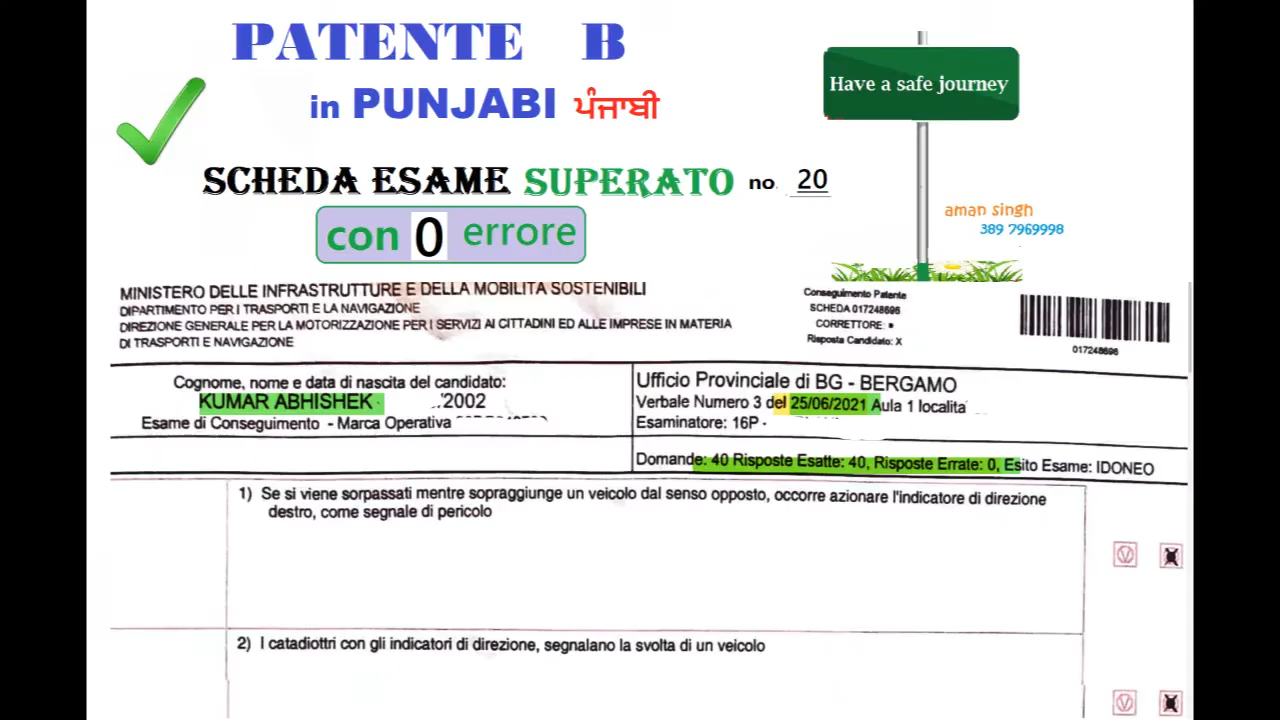 PATENTE B
in PUNJABI ਪੰਜਾਬੀ
Have a safe journey
SCHEDA ESAME SUPERATO no. 20
con 0 errore
aman singh
389 7969998
MINISTERO DELLE INFRASTRUTTURE E DELLA MOBILITA SOSTENIBILI
DIPARTIMENTO PER I TRASPORTI E LA NAVIGAZIONE
DIREZIONE GENERALE PER LA MOTORIZZAZIONE PER I SERVIZI AI CITTADINI ED ALLE IMPRESE IN MATERIA
DI TRASPORTI E NAVIGAZIONE
Conseguimento Patente
SCHEDA 017248696
CORRETTORE: *
Risposta Candidato: X
017248696
Cognome, nome e data di nascita del candidato:
KUMAR ABHISHEK /2002
Esame di Conseguimento - Marca Operativa
Ufficio Provinciale di BG - BERGAMO
Verbale Numero 3 del 25/06/2021 Aula 1 localita
Esaminatore: 16P -
Domande: 40 Risposte Esatte: 40, Risposte Errate: 0, Esito Esame: IDONEO
1) Se si viene sorpassati mentre sopraggiunge un veicolo dal senso opposto, occorre azionare l'indicatore di direzione
destro, come segnale di pericolo
V
2) I catadiottri con gli indicatori di direzione, segnalano la svolta di un veicolo
V